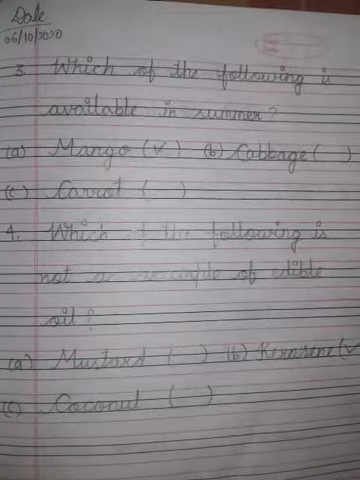 Date
06/10/2020
3. Which of the following is
available in summer?
(a) Mango (✓) (b) Cabbage ( )
(c) Carrot ( )
4. Which of the following is
not a example of edible
oil?
(a) Mustard ( ) (b) Kerosene (✓
(c) Coconut ( )